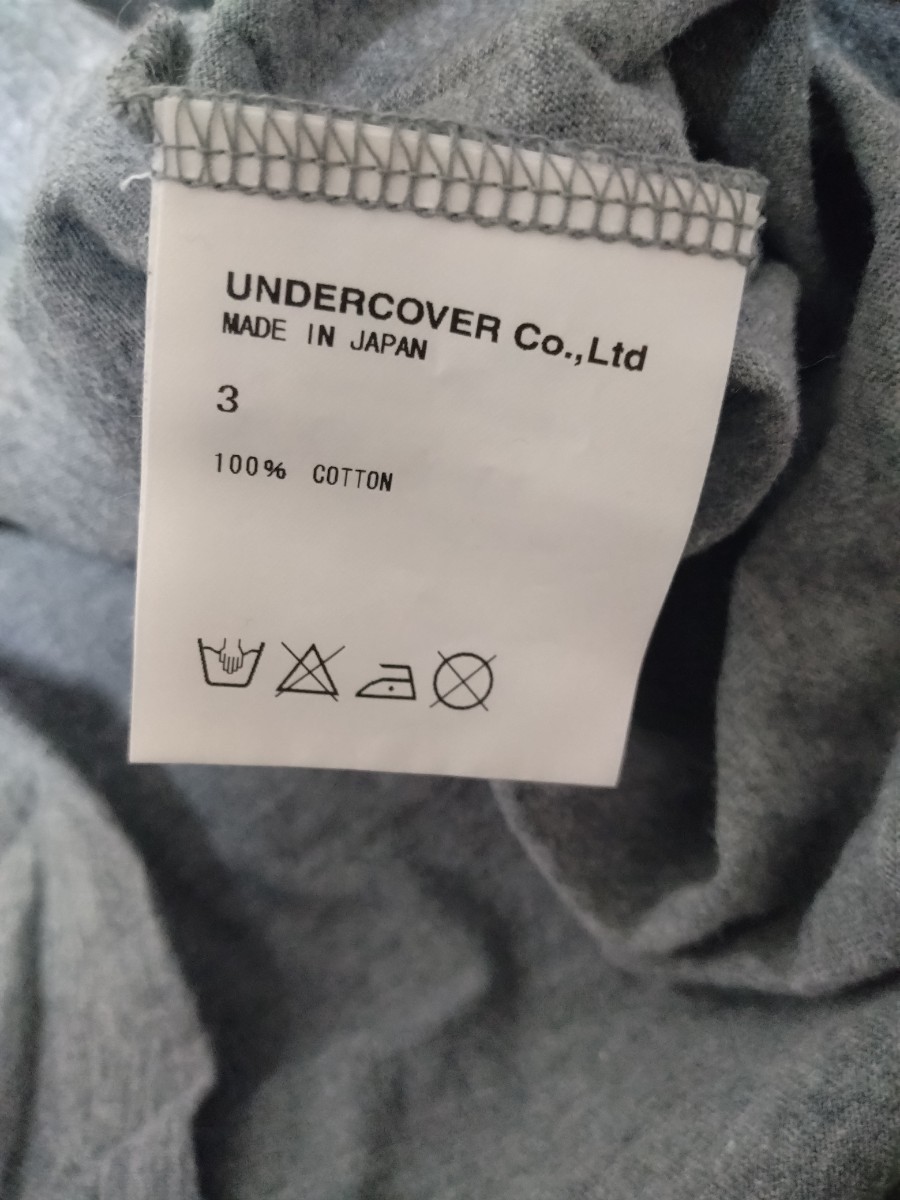 UNDERCOVER Co.,Ltd
MADE IN JAPAN
3
100% COTTON